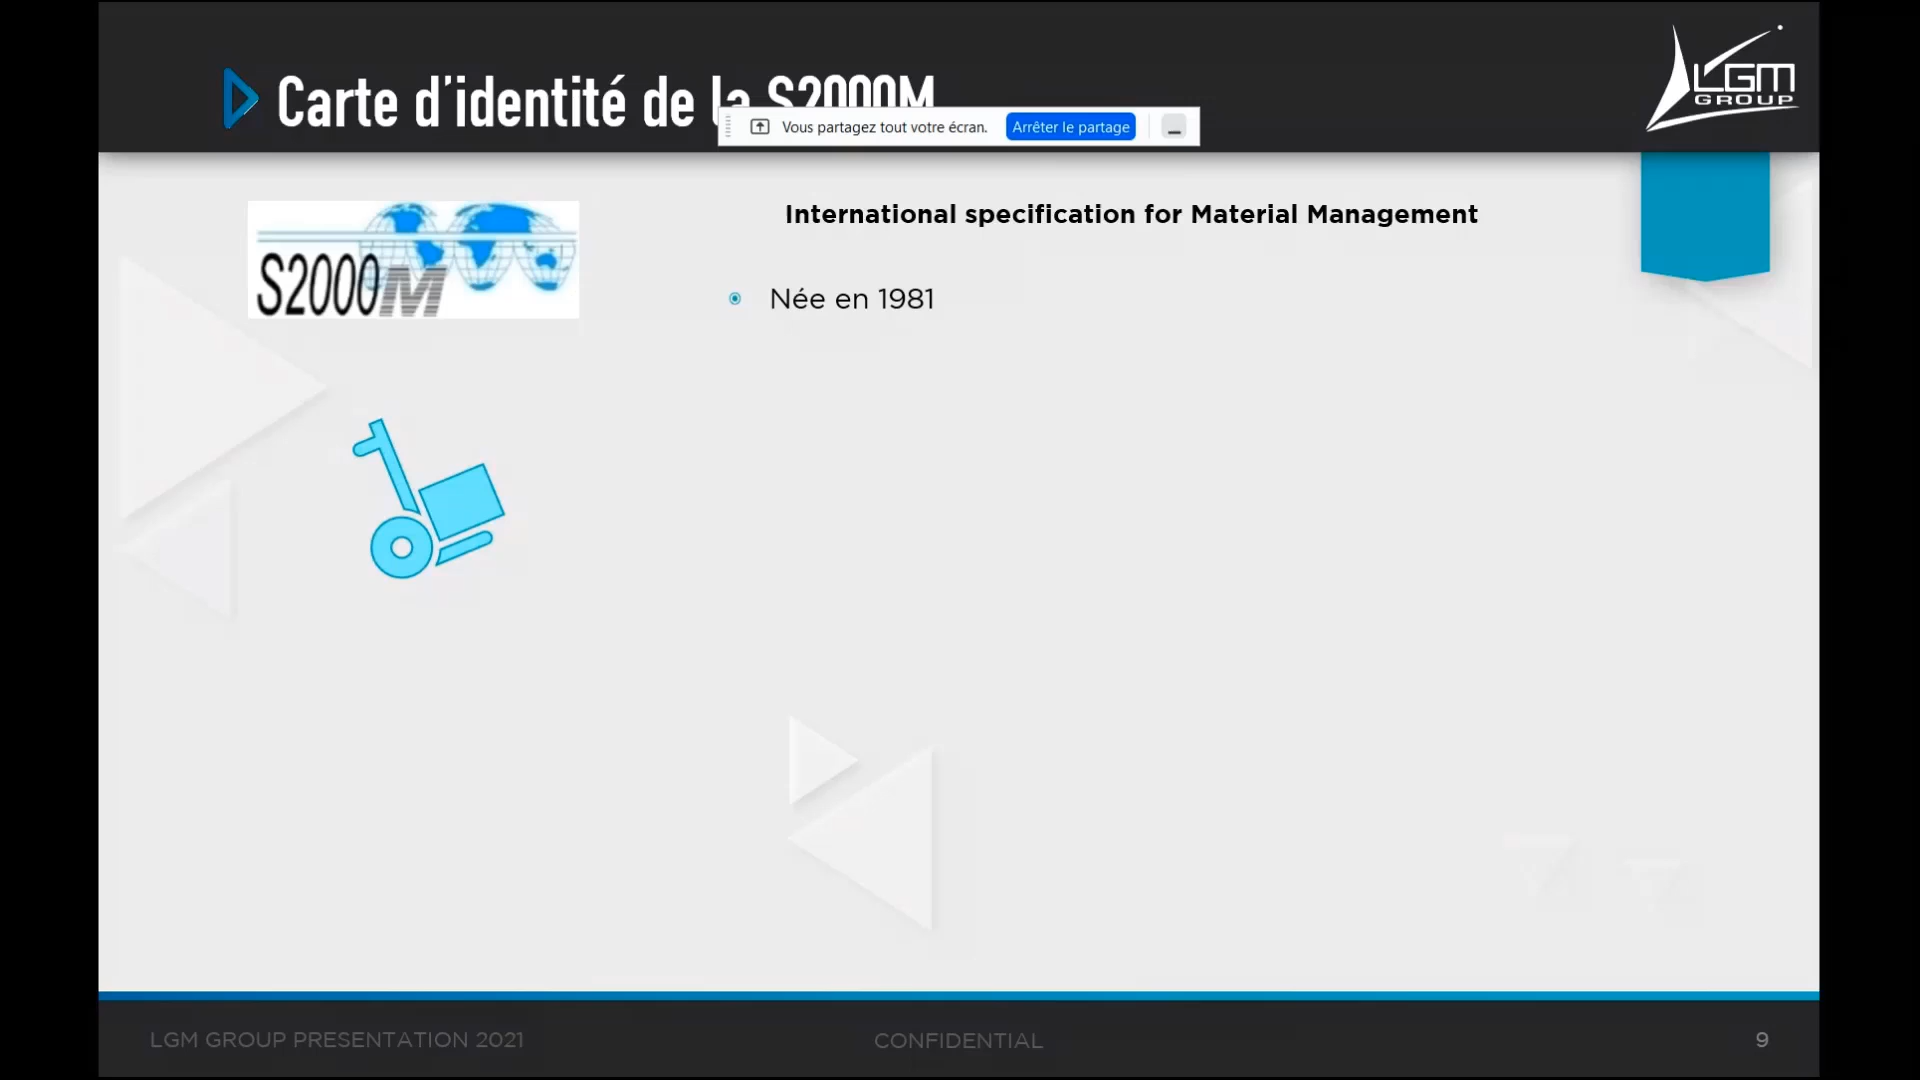 Carte d'identité de la S2000M
LGM
GROUP
Vous partagez tout votre écran. Arrêter le partage
S2000M
International specification for Material Management
Née en 1981
LGM GROUP PRESENTATION 2021
CONFIDENTIAL
9